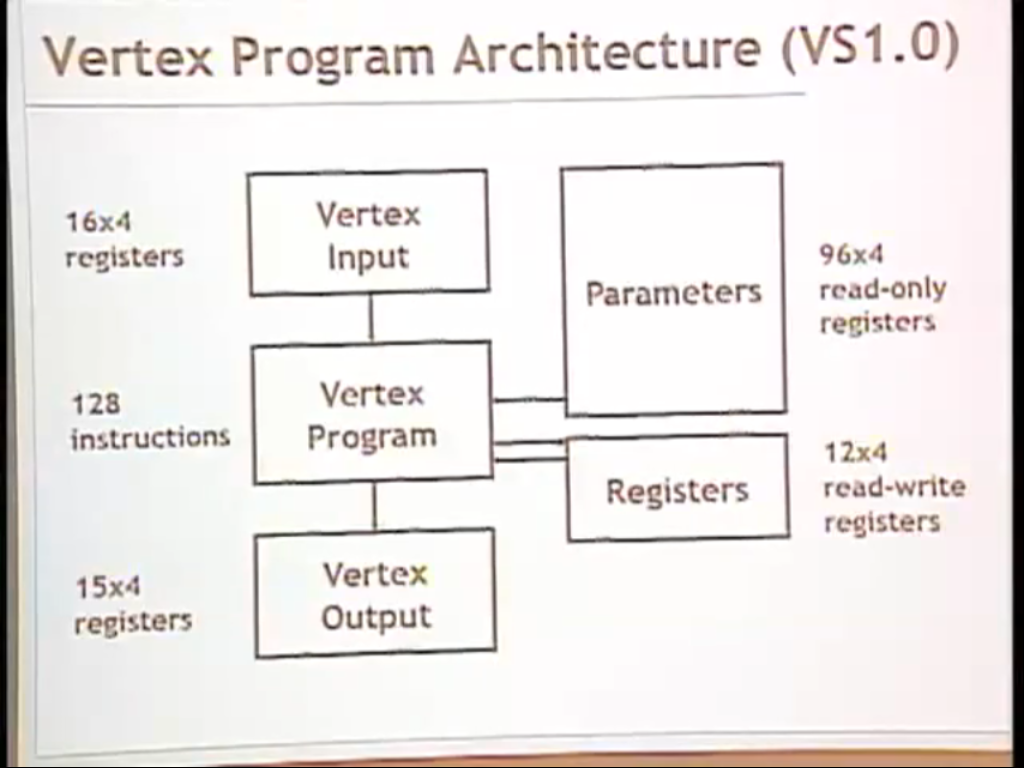 Vertex Program Architecture (VS1.0)
16x4
registers
Vertex
Input
Parameters
96x4
read-only
registers
128
instructions
Vertex
Program
Registers
12x4
read-write
registers
15x4
registers
Vertex
Output